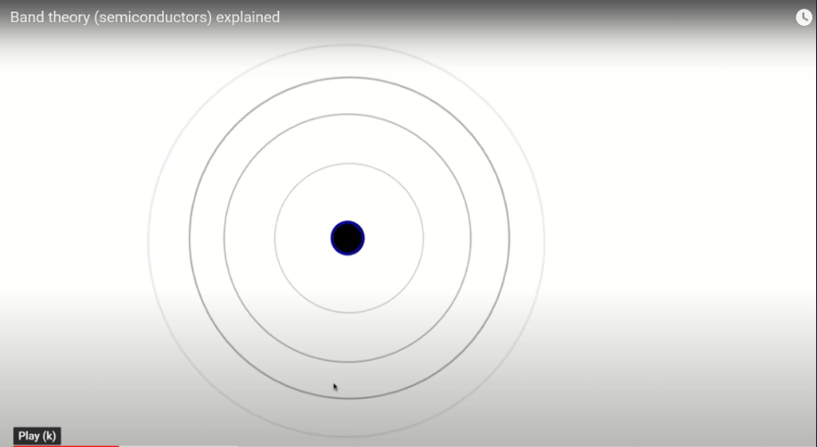 Band theory (semiconductors) explained
Play (k)